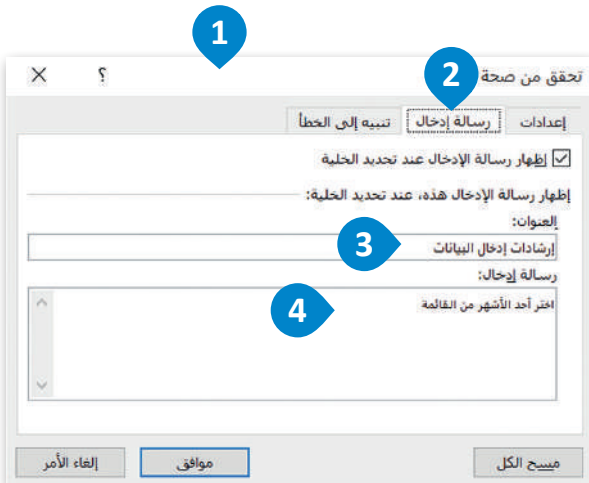 1
تحقق من صحة
2
؟
إعدادات
رسالة إدخال
تنبيه إلى الخطأ
إظهار رسالة الإدخال عند تحديد الخلية
إظهار رسالة الإدخال هذه، عند تحديد الخلية:
العنوان:
إرشادات إدخال البيانات
3
رسالة إدخال:
اختر أحد الأشهر من القائمة
4
مسح الكل
موافق
إلغاء الأمر